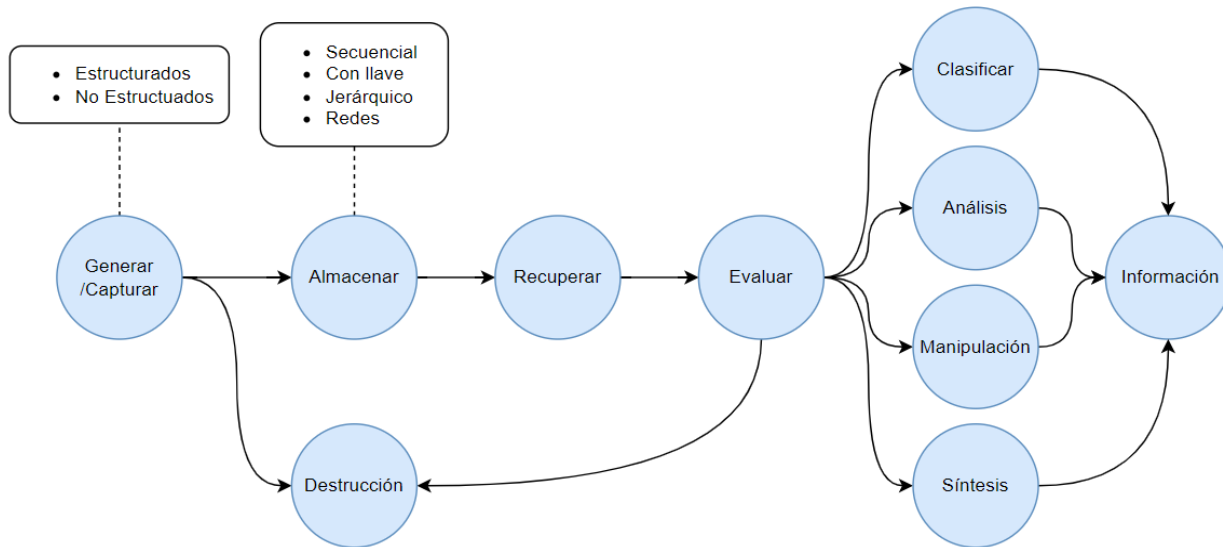 Estructurados
No Estructuados
Secuencial
Con llave
Jerárquico
Redes
Generar
/Capturar
Almacenar
Recuperar
Evaluar
Destrucción
Clasificar
Análisis
Manipulación
Síntesis
Información